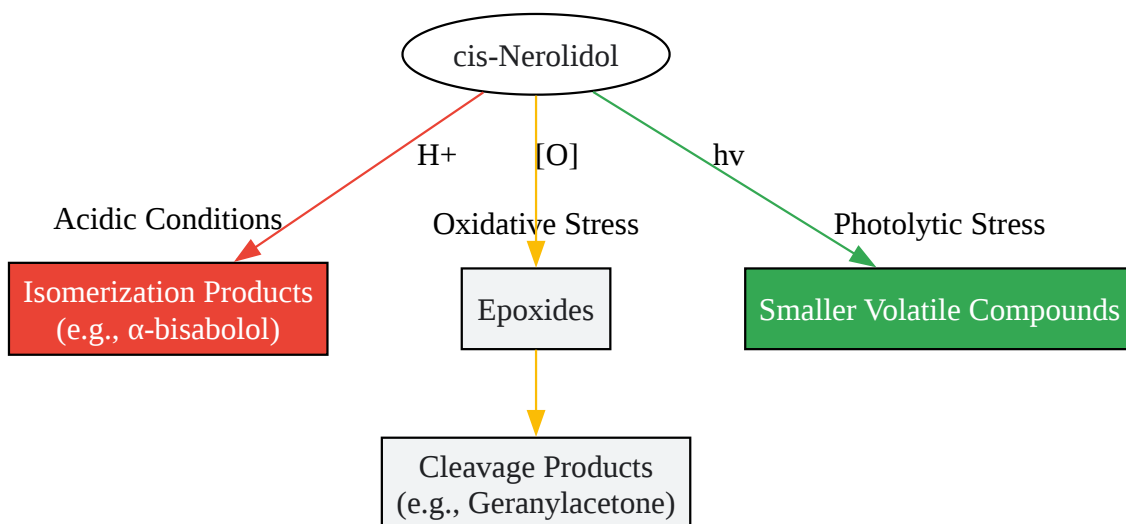 cis-Nerolidol
H+
[O]
hv
Acidic Conditions
Oxidative Stress
Photolytic Stress
Isomerization Products
(e.g., α-bisabolol)
Epoxides
Smaller Volatile Compounds
Cleavage Products
(e.g., Geranylacetone)